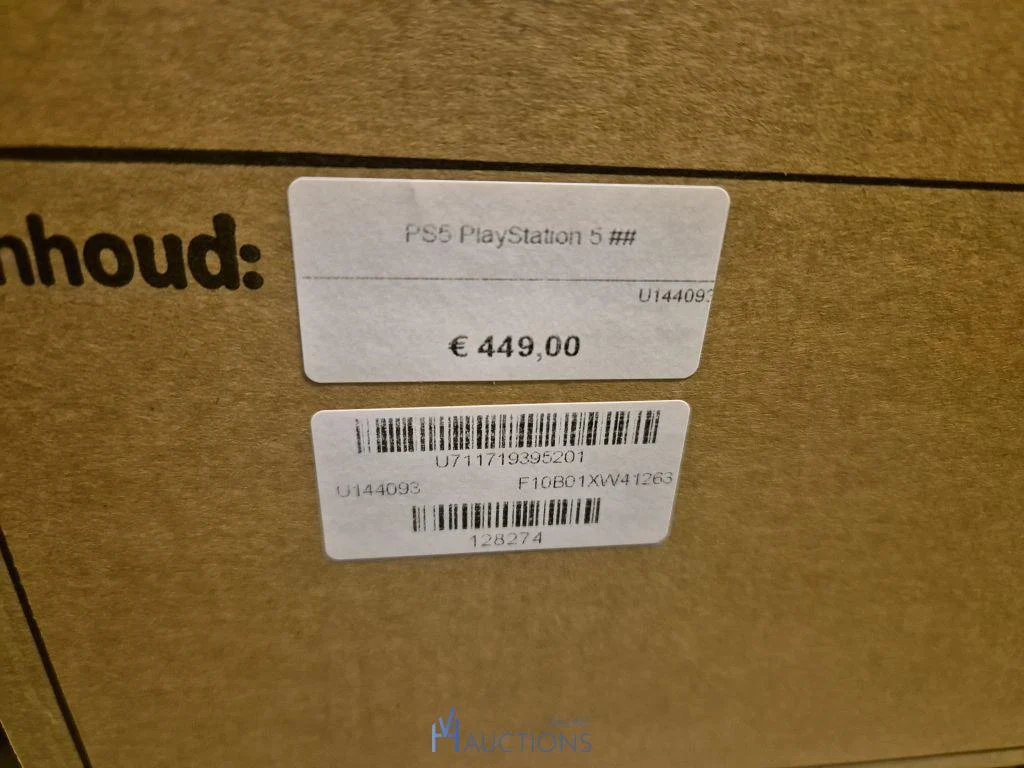 nhoud:
PS5 PlayStation 5 ##
U144093
€ 449,00
U711719395201
U144093
F10B01XW41263
128274
AUCTIONS